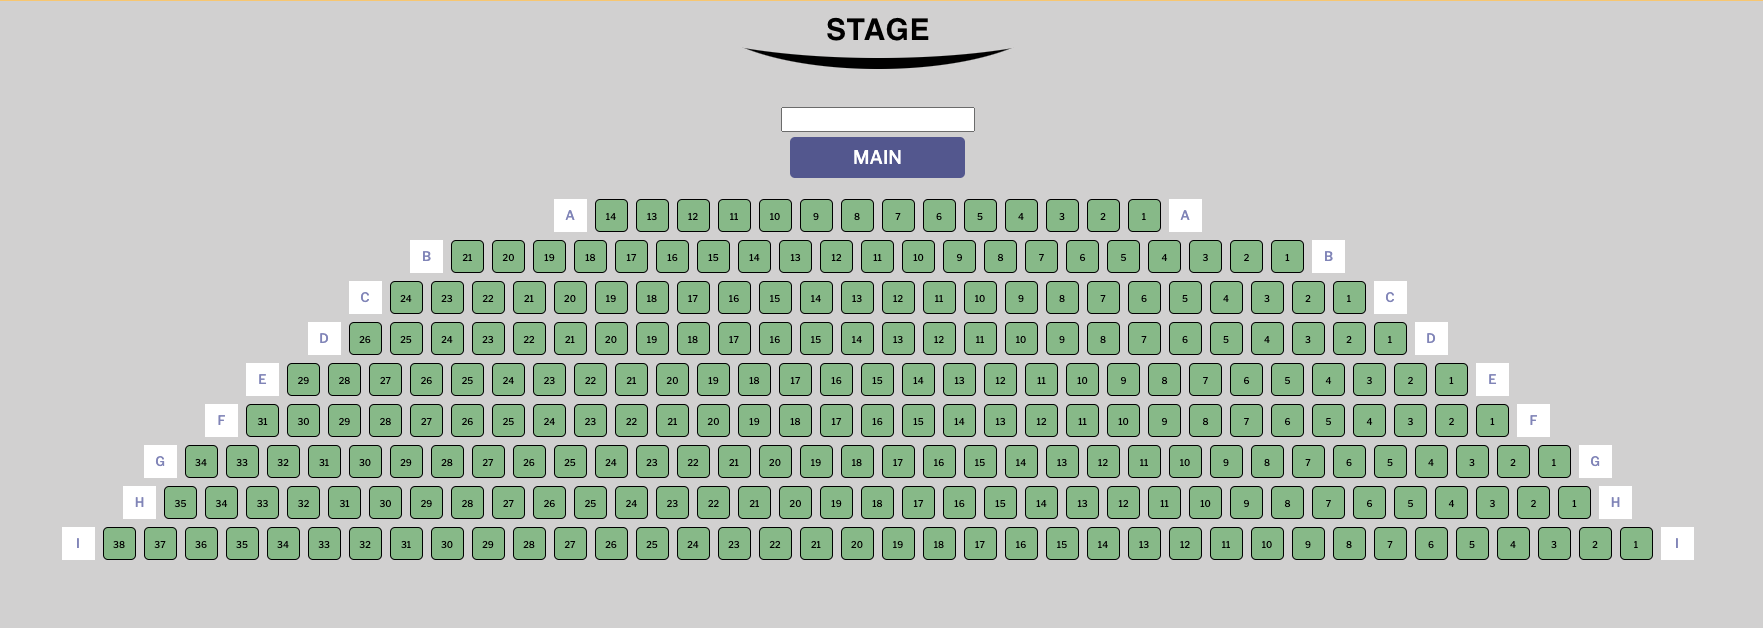 STAGE
MAIN
A 14 13 12 11 10 9 8 7 6 5 4 3 2 1 A
B 21 20 19 18 17 16 15 14 13 12 11 10 9 8 7 6 5 4 3 2 1 B
C 24 23 22 21 20 19 18 17 16 15 14 13 12 11 10 9 8 7 6 5 4 3 2 1 C
D 26 25 24 23 22 21 20 19 18 17 16 15 14 13 12 11 10 9 8 7 6 5 4 3 2 1 D
E 29 28 27 26 25 24 23 22 21 20 19 18 17 16 15 14 13 12 11 10 9 8 7 6 5 4 3 2 1 E
F 31 30 29 28 27 26 25 24 23 22 21 20 19 18 17 16 15 14 13 12 11 10 9 8 7 6 5 4 3 2 1 F
G 34 33 32 31 30 29 28 27 26 25 24 23 22 21 20 19 18 17 16 15 14 13 12 11 10 9 8 7 6 5 4 3 2 1 G
H 35 34 33 32 31 30 29 28 27 26 25 24 23 22 21 20 19 18 17 16 15 14 13 12 11 10 9 8 7 6 5 4 3 2 1 H
I 38 37 36 35 34 33 32 31 30 29 28 27 26 25 24 23 22 21 20 19 18 17 16 15 14 13 12 11 10 9 8 7 6 5 4 3 2 1 I